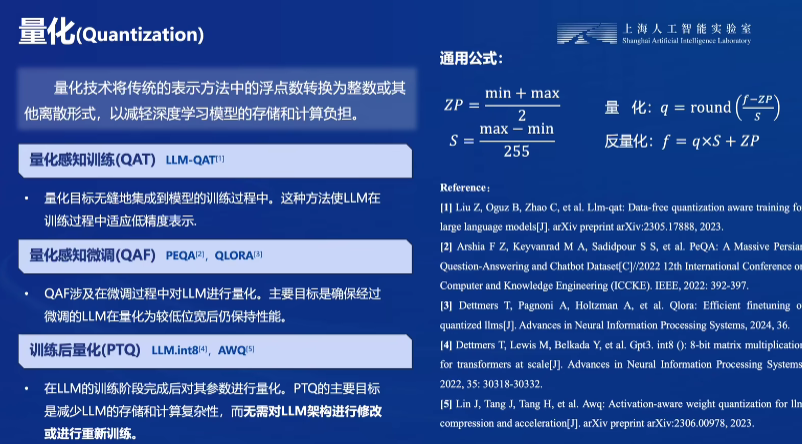 量化(Quantization)
量化技术将传统的表示方法中的浮点数转换为整数或其
他离散形式，以减轻深度学习模型的存储和计算负担。
量化感知训练(QAT) LLM-QAT[1]
• 量化目标无缝地集成到模型的训练过程中。这种方法使LLM在
训练过程中适应低精度表示.
量化感知微调(QAF) PEQA[2]，QLORA[3]
• QAF涉及在微调过程中对LLM进行量化。主要目标是确保经过
微调的LLM在量化为较低位宽后仍保持性能。
训练后量化(PTQ) LLM.int8[4]，AWQ[5]
• 在LLM的训练阶段完成后对其参数进行量化。PTQ的主要目标
是减少LLM的存储和计算复杂性，而无需对LLM架构进行修改
或进行重新训练。
上海人工智能实验室
Shanghai Artificial Intelligence Laboratory
通用公式：
ZP = (min + max) / 2
S = (max − min) / 255
量 化：q = round((f−ZP) / S)
反量化：f = q×S + ZP
Reference：
[1] Liu Z, Oguz B, Zhao C, et al. Llm-qat: Data-free quantization aware training fo
large language models[J]. arXiv preprint arXiv:2305.17888, 2023.
[2] Arshia F Z, Keyvanrad M A, Sadidpour S S, et al. PeQA: A Massive Persian
Question-Answering and Chatbot Dataset[C]//2022 12th International Conference on
Computer and Knowledge Engineering (ICCKE). IEEE, 2022: 392-397.
[3] Dettmers T, Pagnoni A, Holtzman A, et al. Qlora: Efficient finetuning o
quantized llms[J]. Advances in Neural Information Processing Systems, 2024, 36.
[4] Dettmers T, Lewis M, Belkada Y, et al. Gpt3. int8 (): 8-bit matrix multiplication
for transformers at scale[J]. Advances in Neural Information Processing Systems,
2022, 35: 30318-30332.
[5] Lin J, Tang J, Tang H, et al. Awq: Activation-aware weight quantization for llm
compression and acceleration[J]. arXiv preprint arXiv:2306.00978, 2023.